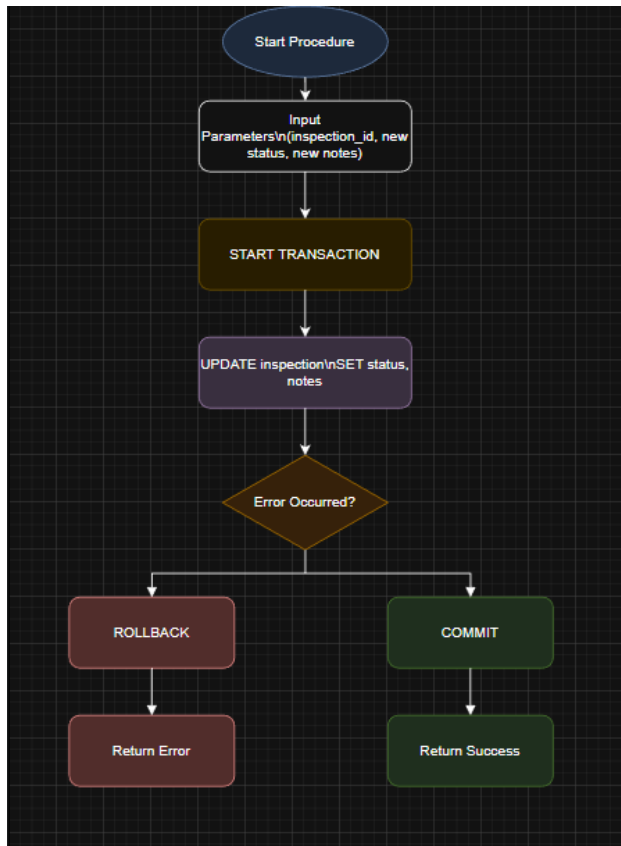 Start Procedure
Input
Parameters\n(inspection_id, new
status, new notes)
START TRANSACTION
UPDATE inspection\nSET status,
notes
Error Occurred?
ROLLBACK
COMMIT
Return Error
Return Success